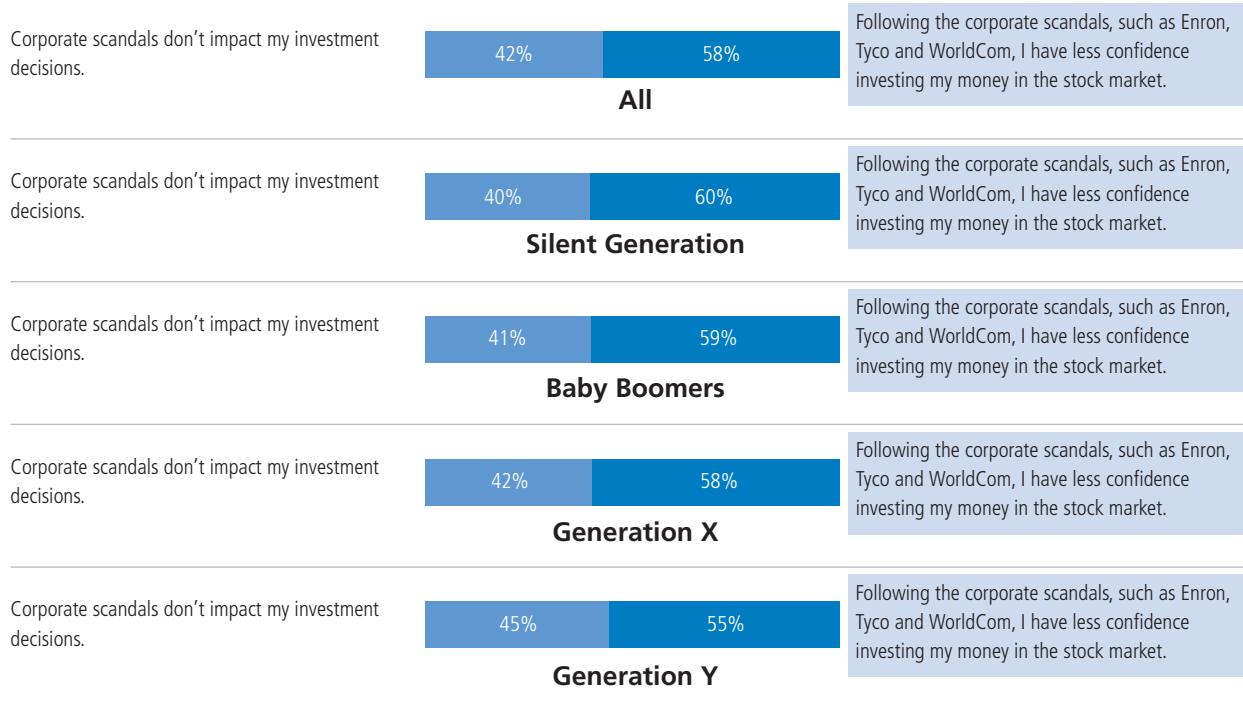 Corporate scandals don’t impact my investment
decisions.
42%
58%
All
Following the corporate scandals, such as Enron,
Tyco and WorldCom, I have less confidence
investing my money in the stock market.
Corporate scandals don’t impact my investment
decisions.
40%
60%
Silent Generation
Following the corporate scandals, such as Enron,
Tyco and WorldCom, I have less confidence
investing my money in the stock market.
Corporate scandals don’t impact my investment
decisions.
41%
59%
Baby Boomers
Following the corporate scandals, such as Enron,
Tyco and WorldCom, I have less confidence
investing my money in the stock market.
Corporate scandals don’t impact my investment
decisions.
42%
58%
Generation X
Following the corporate scandals, such as Enron,
Tyco and WorldCom, I have less confidence
investing my money in the stock market.
Corporate scandals don’t impact my investment
decisions.
45%
55%
Generation Y
Following the corporate scandals, such as Enron,
Tyco and WorldCom, I have less confidence
investing my money in the stock market.